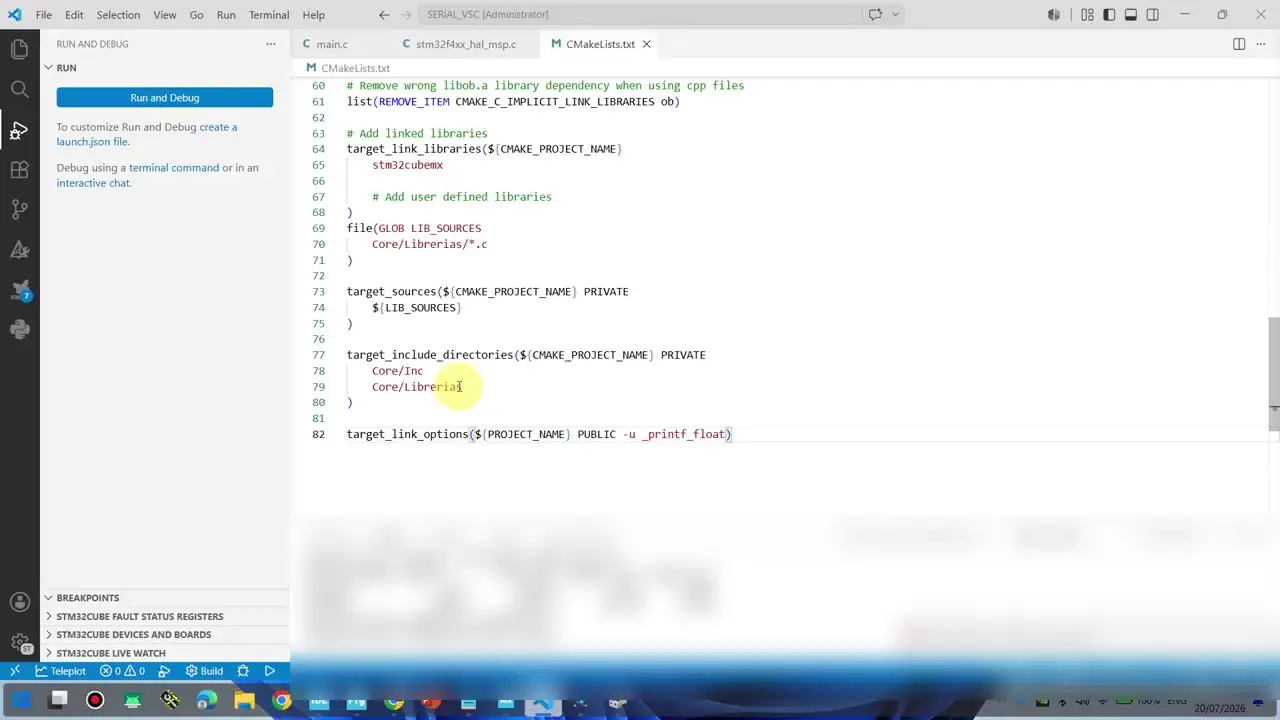 File Edit Selection View Go Run Terminal Help
SERIAL_VSC [Administrator]
RUN AND DEBUG
main.c
stm32f4xx_hal_msp.c
CMakeLists.txt
RUN
CMakeLists.txt
Run and Debug
To customize Run and Debug create a
launch.json file.
Debug using a terminal command or in an
interactive chat.
60 # Remove wrong libob.a library dependency when using cpp files
61 list(REMOVE_ITEM CMAKE_C_IMPLICIT_LINK_LIBRARIES ob)
62
63 # Add linked libraries
64 target_link_libraries(${CMAKE_PROJECT_NAME}
65 stm32cubemx
66
67 # Add user defined libraries
68 )
69 file(GLOB LIB_SOURCES
70 Core/Librerias/*.c
71 )
72
73 target_sources(${CMAKE_PROJECT_NAME} PRIVATE
74 ${LIB_SOURCES}
75 )
76
77 target_include_directories(${CMAKE_PROJECT_NAME} PRIVATE
78 Core/Inc
79 Core/Librerias
80 )
81
82 target_link_options(${PROJECT_NAME} PUBLIC -u _printf_float)
7
BREAKPOINTS
STM32CUBE FAULT STATUS REGISTERS
STM32CUBE DEVICES AND BOARDS
STM32CUBE LIVE WATCH
ST
Teleplot 0 0 Build
100% ENG
20/07/2026